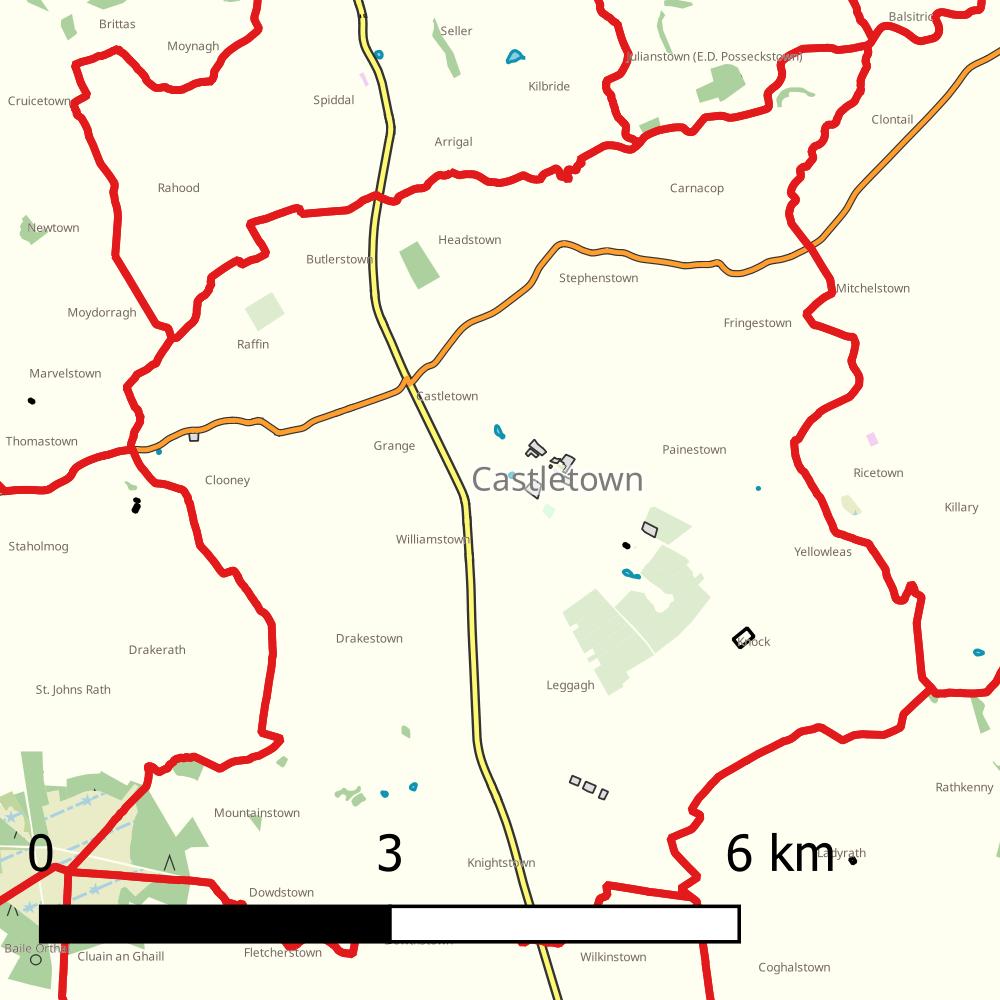 Brittas
Balsitric
Seller
Moynagh
Julianstown (E.D. Posseckstown)
Kilbride
Cruicetown
Spiddal
Clontail
Arrigal
Rahood
Carnacop
Newtown
Headstown
Butlerstown
Stephenstown
Mitchelstown
Moydorragh
Fringestown
Raffin
Marvelstown
Castletown
Thomastown
Grange
Painestown
Ricetown
Clooney
Castletown
Killary
Williamstown
Staholmog
Yellowleas
Drakestown
Knock
Drakerath
St. Johns Rath
Leggagh
Rathkenny
Mountainstown
0 3 6 km
Ladyrath
Knightstown
Dowdstown
Baile Órthaí
Cluain an Ghaill
Fletcherstown
Wilkinstown
Coghalstown